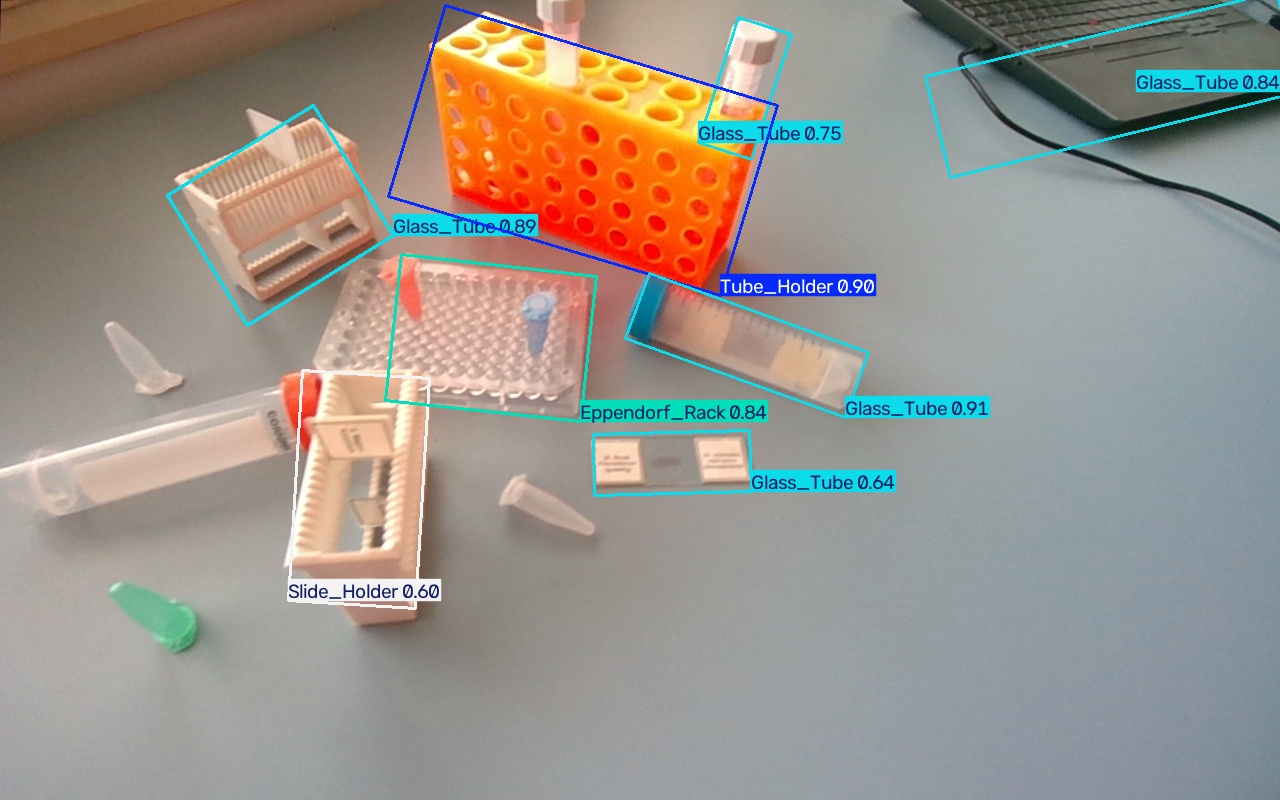 Glass_Tube 0.84
Glass_Tube 0.75
Glass_Tube 0.89
Tube_Holder 0.90
Glass_Tube 0.91
Eppendorf_Rack 0.84
Glass_Tube 0.64
Slide_Holder 0.60